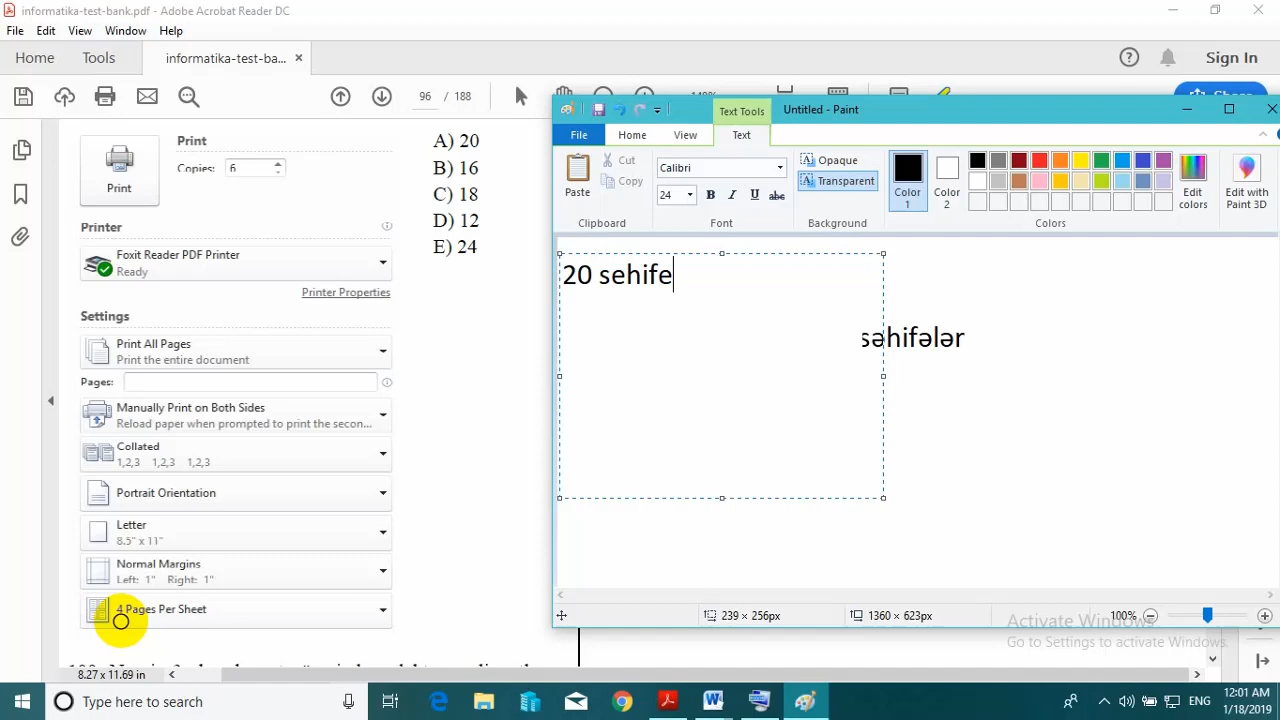 informatika-test-bank.pdf - Adobe Acrobat Reader DC
File Edit View Window Help
Home Tools informatika-test-ba... × Sign In
96 / 188
Print
Copies: 6
Print
Printer
Foxit Reader PDF Printer
Ready
Printer Properties
Settings
Print All Pages
Print the entire document
Pages:
Manually Print on Both Sides
Reload paper when prompted to print the secon...
Collated
1,2,3 1,2,3 1,2,3
Portrait Orientation
Letter
8.5" x 11"
Normal Margins
Left: 1" Right: 1"
4 Pages Per Sheet
8.27 x 11.69 in
A) 20
B) 16
C) 18
D) 12
E) 24
Text Tools Untitled - Paint
File Home View Text
Paste
Cut
Copy
Clipboard
Calibri
24 B I U abc
Font
Opaque
Transparent
Background
Color 1
Color 2
Edit colors
Colors
Edit with Paint 3D
20 sehife
səhifələr
239 × 256px 1360 × 623px 100%
Activate Windows
Go to Settings to activate Windows.
Type here to search
ENG
12:01 AM
1/18/2019